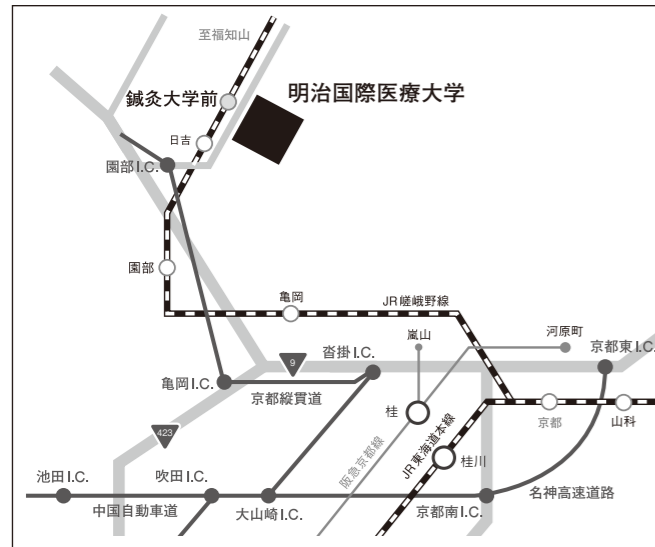 至福知山
鍼灸大学前
明治国際医療大学
日吉
園部I.C.
園部
亀岡
JR嵯峨野線
嵐山
河原町
沓掛I.C.
京都東I.C.
9
亀岡I.C.
京都縦貫道
桂
京都
山科
423
阪急京都線
JR東海道本線
桂川
池田I.C.
吹田I.C.
中国自動車道
大山崎I.C.
京都南I.C.
名神高速道路